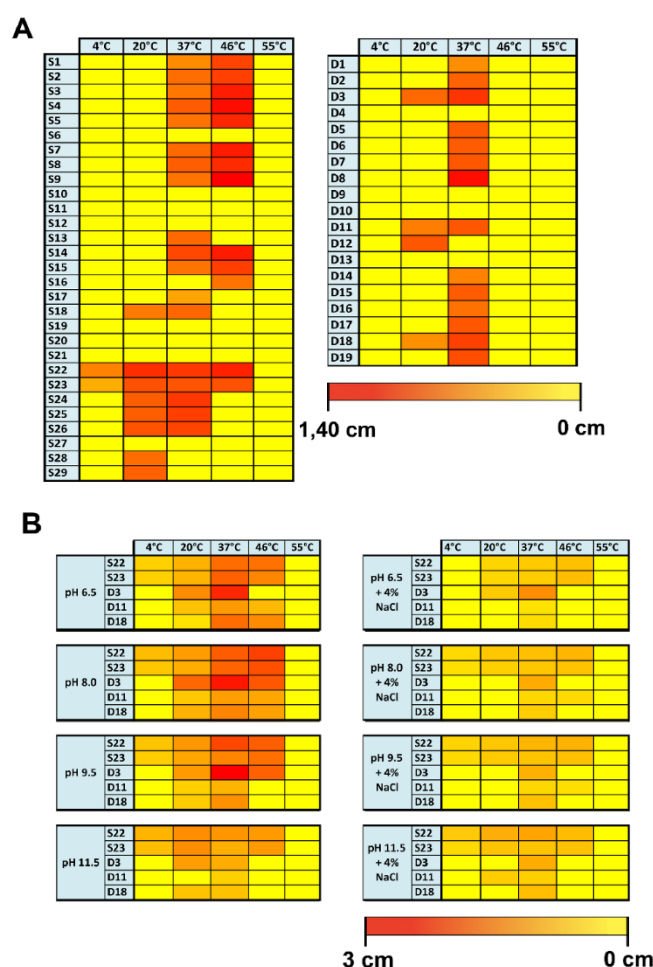 A
4°C 20°C 37°C 46°C 55°C
S1
S2
S3
S4
S5
S6
S7
S8
S9
S10
S11
S12
S13
S14
S15
S16
S17
S18
S19
S20
S21
S22
S23
S24
S25
S26
S27
S28
S29
4°C 20°C 37°C 46°C 55°C
D1
D2
D3
D4
D5
D6
D7
D8
D9
D10
D11
D12
D13
D14
D15
D16
D17
D18
D19
1,40 cm 0 cm
B
4°C 20°C 37°C 46°C 55°C
pH 6.5
S22
S23
D3
D11
D18
pH 8.0
S22
S23
D3
D11
D18
pH 9.5
S22
S23
D3
D11
D18
pH 11.5
S22
S23
D3
D11
D18
4°C 20°C 37°C 46°C 55°C
pH 6.5
+ 4%
NaCl
S22
S23
D3
D11
D18
pH 8.0
+ 4%
NaCl
S22
S23
D3
D11
D18
pH 9.5
+ 4%
NaCl
S22
S23
D3
D11
D18
pH 11.5
+ 4%
NaCl
S22
S23
D3
D11
D18
3 cm 0 cm